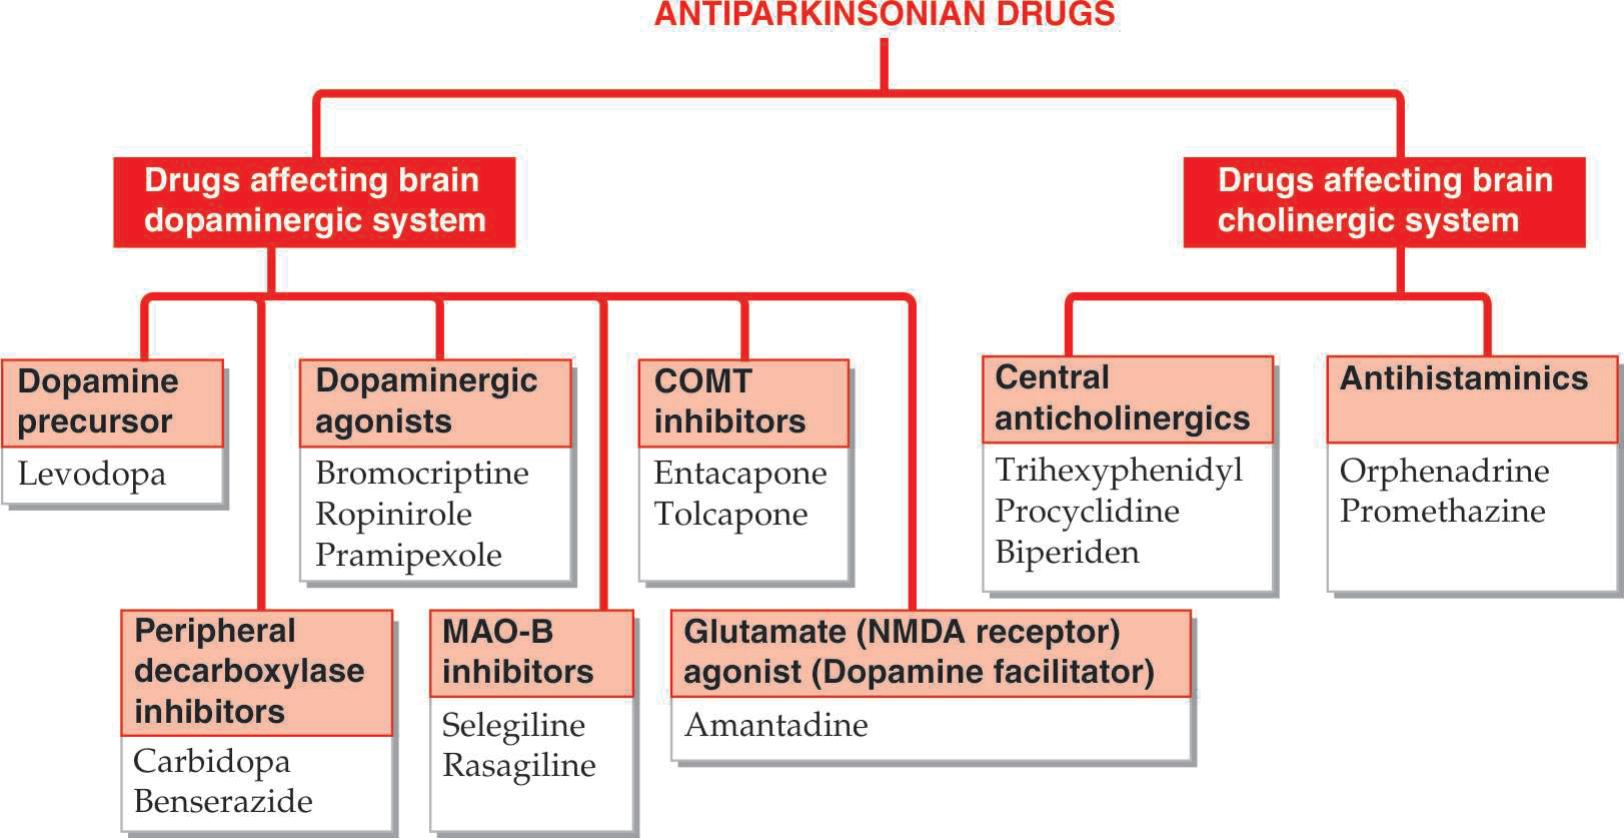 ANTIPARKINSONIAN DRUGS
Drugs affecting brain
dopaminergic system
Drugs affecting brain
cholinergic system
Dopamine
precursor
Levodopa
Dopaminergic
agonists
Bromocriptine
Ropinirole
Pramipexole
COMT
inhibitors
Entacapone
Tolcapone
Central
anticholinergics
Trihexyphenidyl
Procyclidine
Biperiden
Antihistaminics
Orphenadrine
Promethazine
Peripheral
decarboxylase
inhibitors
Carbidopa
Benserazide
MAO-B
inhibitors
Selegiline
Rasagiline
Glutamate (NMDA receptor)
agonist (Dopamine facilitator)
Amantadine